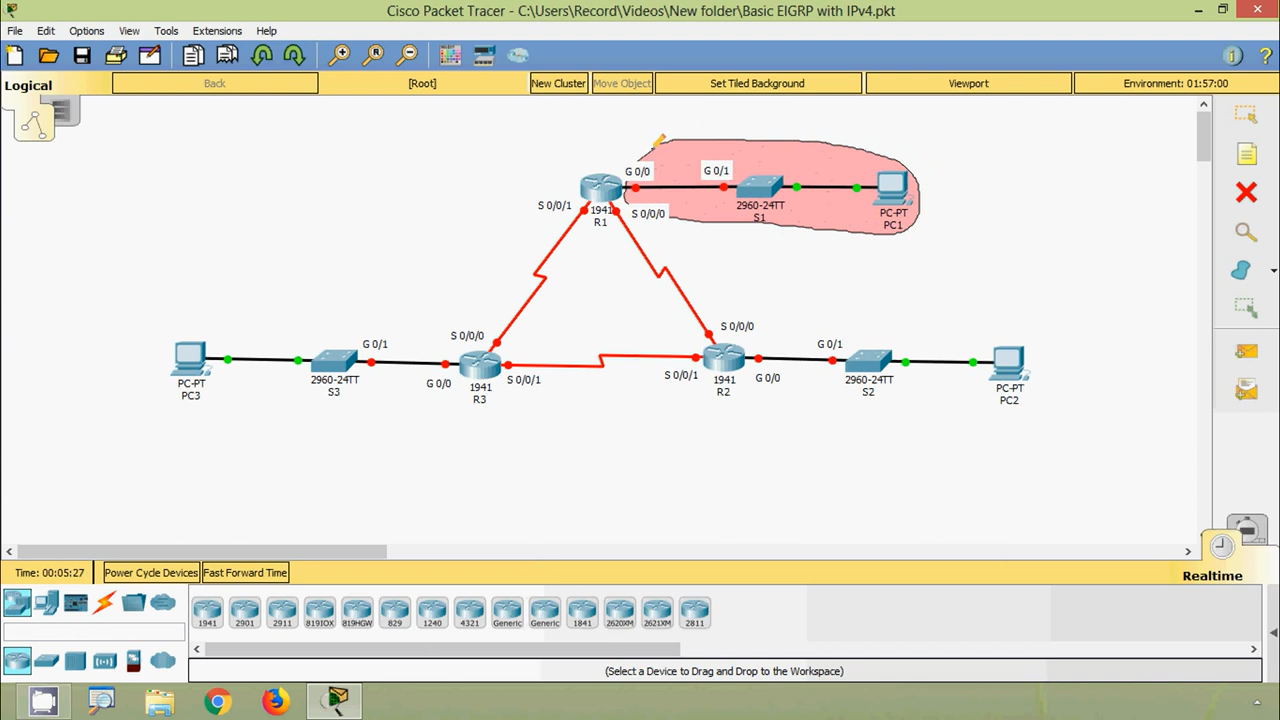 Cisco Packet Tracer - C:\Users\Record\Videos\New folder\Basic EIGRP with IPv4.pkt
File Edit Options View Tools Extensions Help
Logical Back [Root] New Cluster Move Object Set Tiled Background Viewport Environment: 01:57:00
G 0/0 G 0/1
S 0/0/1 1941 S 0/0/0 2960-24TT PC-PT
R1 S1 PC1
S 0/0/0 S 0/0/0
G 0/1 G 0/1
PC-PT 2960-24TT G 0/0 1941 S 0/0/1 S 0/0/1 1941 G 0/0 2960-24TT PC-PT
PC3 S3 R3 R2 S2 PC2
Time: 00:05:27 Power Cycle Devices Fast Forward Time Realtime
1941 2901 2911 819IOX 819HGW 829 1240 4321 Generic Generic 1841 2620XM 2621XM 2811
(Select a Device to Drag and Drop to the Workspace)